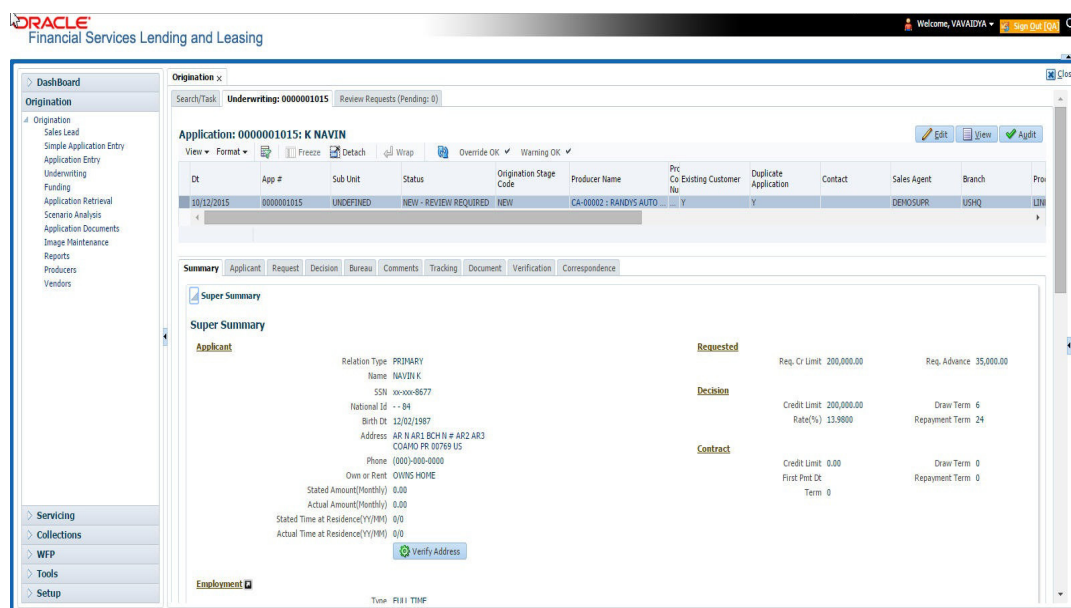 ORACLE
Welcome, VAVAIDYA
Sign Out [QA]
Financial Services Lending and Leasing
DashBoard
Origination
Origination
Sales Lead
Simple Application Entry
Application Entry
Underwriting
Funding
Application Retrieval
Scenario Analysis
Application Documents
Image Maintenance
Reports
Producers
Vendors
Servicing
Collections
WFP
Tools
Setup
Origination x
Clos
Search/Task Underwriting: 0000001015 Review Requests (Pending: 0)
Application: 0000001015: K NAVIN
Edit View Audit
View Format Freeze Detach Wrap Override OK ✔ Warning OK ✔
Dt App # Sub Unit Status Origination Stage Code Producer Name Prc Co Nu Existing Customer Duplicate Application Contact Sales Agent Branch Pro
10/12/2015 0000001015 UNDEFINED NEW - REVIEW REQUIRED NEW CA-00002 : RANDYS AUTO ... ... Y Y DEMOSUPR USHQ LIN
Summary Applicant Request Decision Bureau Comments Tracking Document Verification Correspondence
Super Summary
Super Summary
Applicant
Relation Type PRIMARY
Name NAVIN K
SSN xx-xxx-8677
National Id - - 84
Birth Dt 12/02/1987
Address AR N AR1 BCH N # AR2 AR3
COAMO PR 00769 US
Phone (000)-000-0000
Own or Rent OWNS HOME
Stated Amount(Monthly) 0.00
Actual Amount(Monthly) 0.00
Stated Time at Residence(YY/MM) 0/0
Actual Time at Residence(YY/MM) 0/0
Verify Address
Employment
Type FULL TIME
Requested
Req. Cr Limit 200,000.00 Req. Advance 35,000.00
Decision
Credit Limit 200,000.00 Draw Term 6
Rate(%) 13.9800 Repayment Term 24
Contract
Credit Limit 0.00 Draw Term 0
First Pmt Dt Repayment Term 0
Term 0